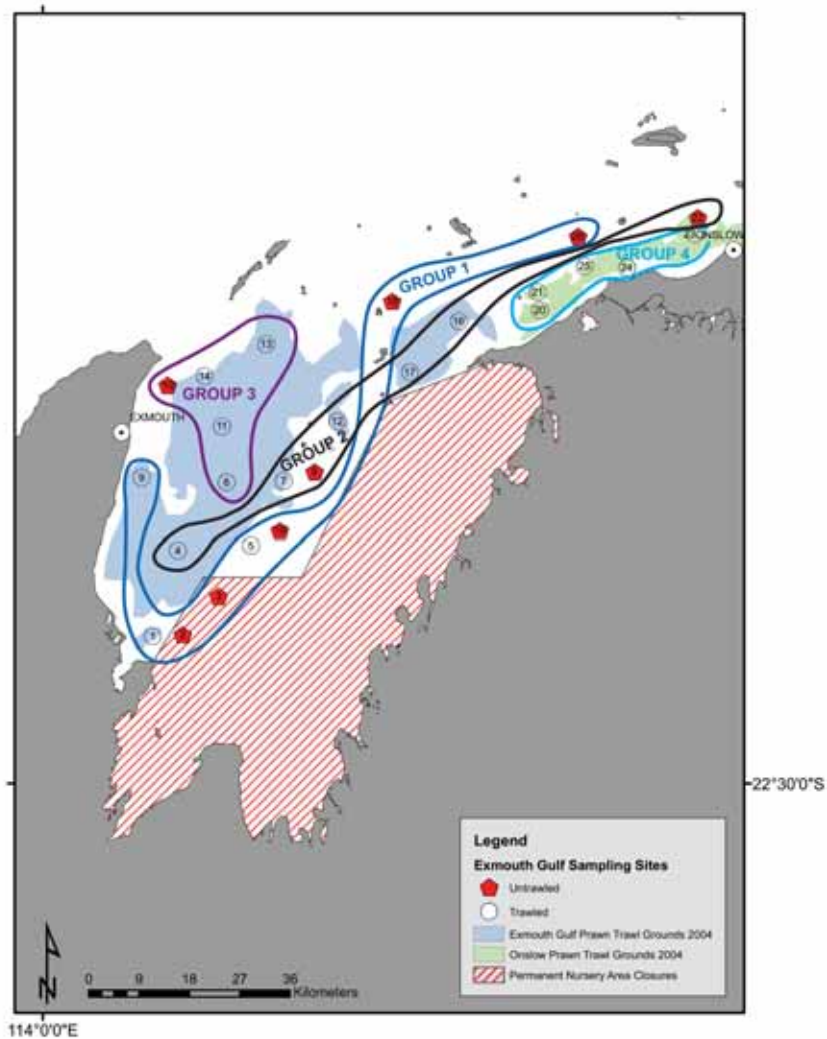 ONSLOW
GROUP 4
25
24
GROUP 1
21
20
16
17
13
14
GROUP 3
EXMOUTH
11
12
GROUP 2
9
6
7
4
5
3
1
2
22°30'0"S
Legend
Exmouth Gulf Sampling Sites
Untrawled
Trawled
Exmouth Gulf Prawn Trawl Grounds 2004
Onslow Prawn Trawl Grounds 2004
Permanent Nursery Area Closures
N
0 9 18 27 36
Kilometers
114°0'0"E